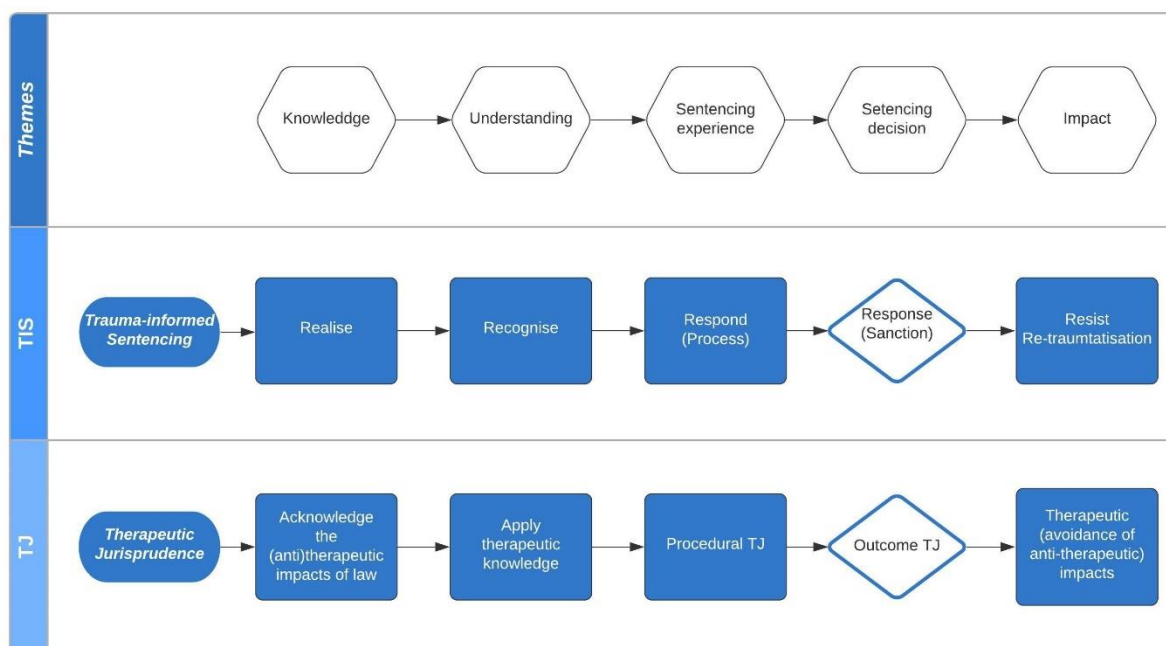 Themes
Knowleddge
Understanding
Sentencing
experience
Setencing
decision
Impact
TIS
Trauma-informed
Sentencing
Realise
Recognise
Respond
(Process)
Response
(Sanction)
Resist
Re-traumtatisation
TJ
Therapeutic
Jurisprudence
Acknowledge
the
(anti)therapeutic
impacts of law
Apply
therapeutic
knowledge
Procedural TJ
Outcome TJ
Therapeutic
(avoidance of
anti-therapeutic)
impacts